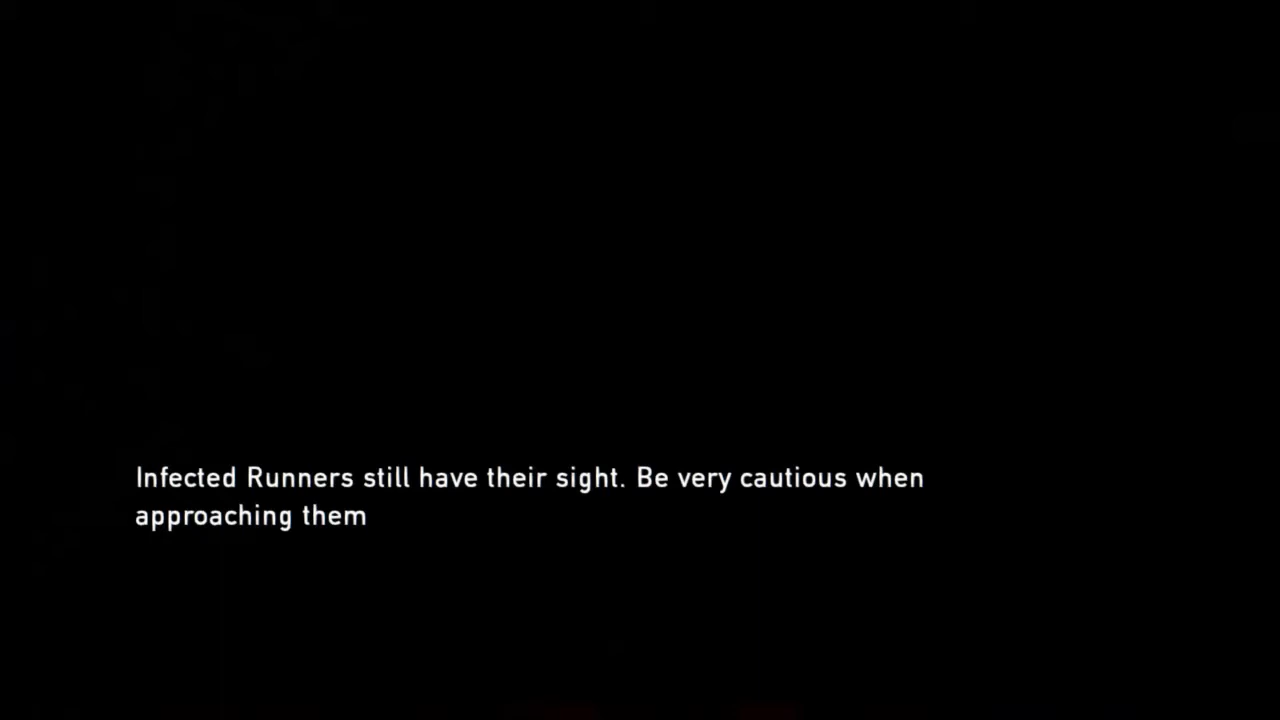 Infected Runners still have their sight. Be very cautious when
approaching them